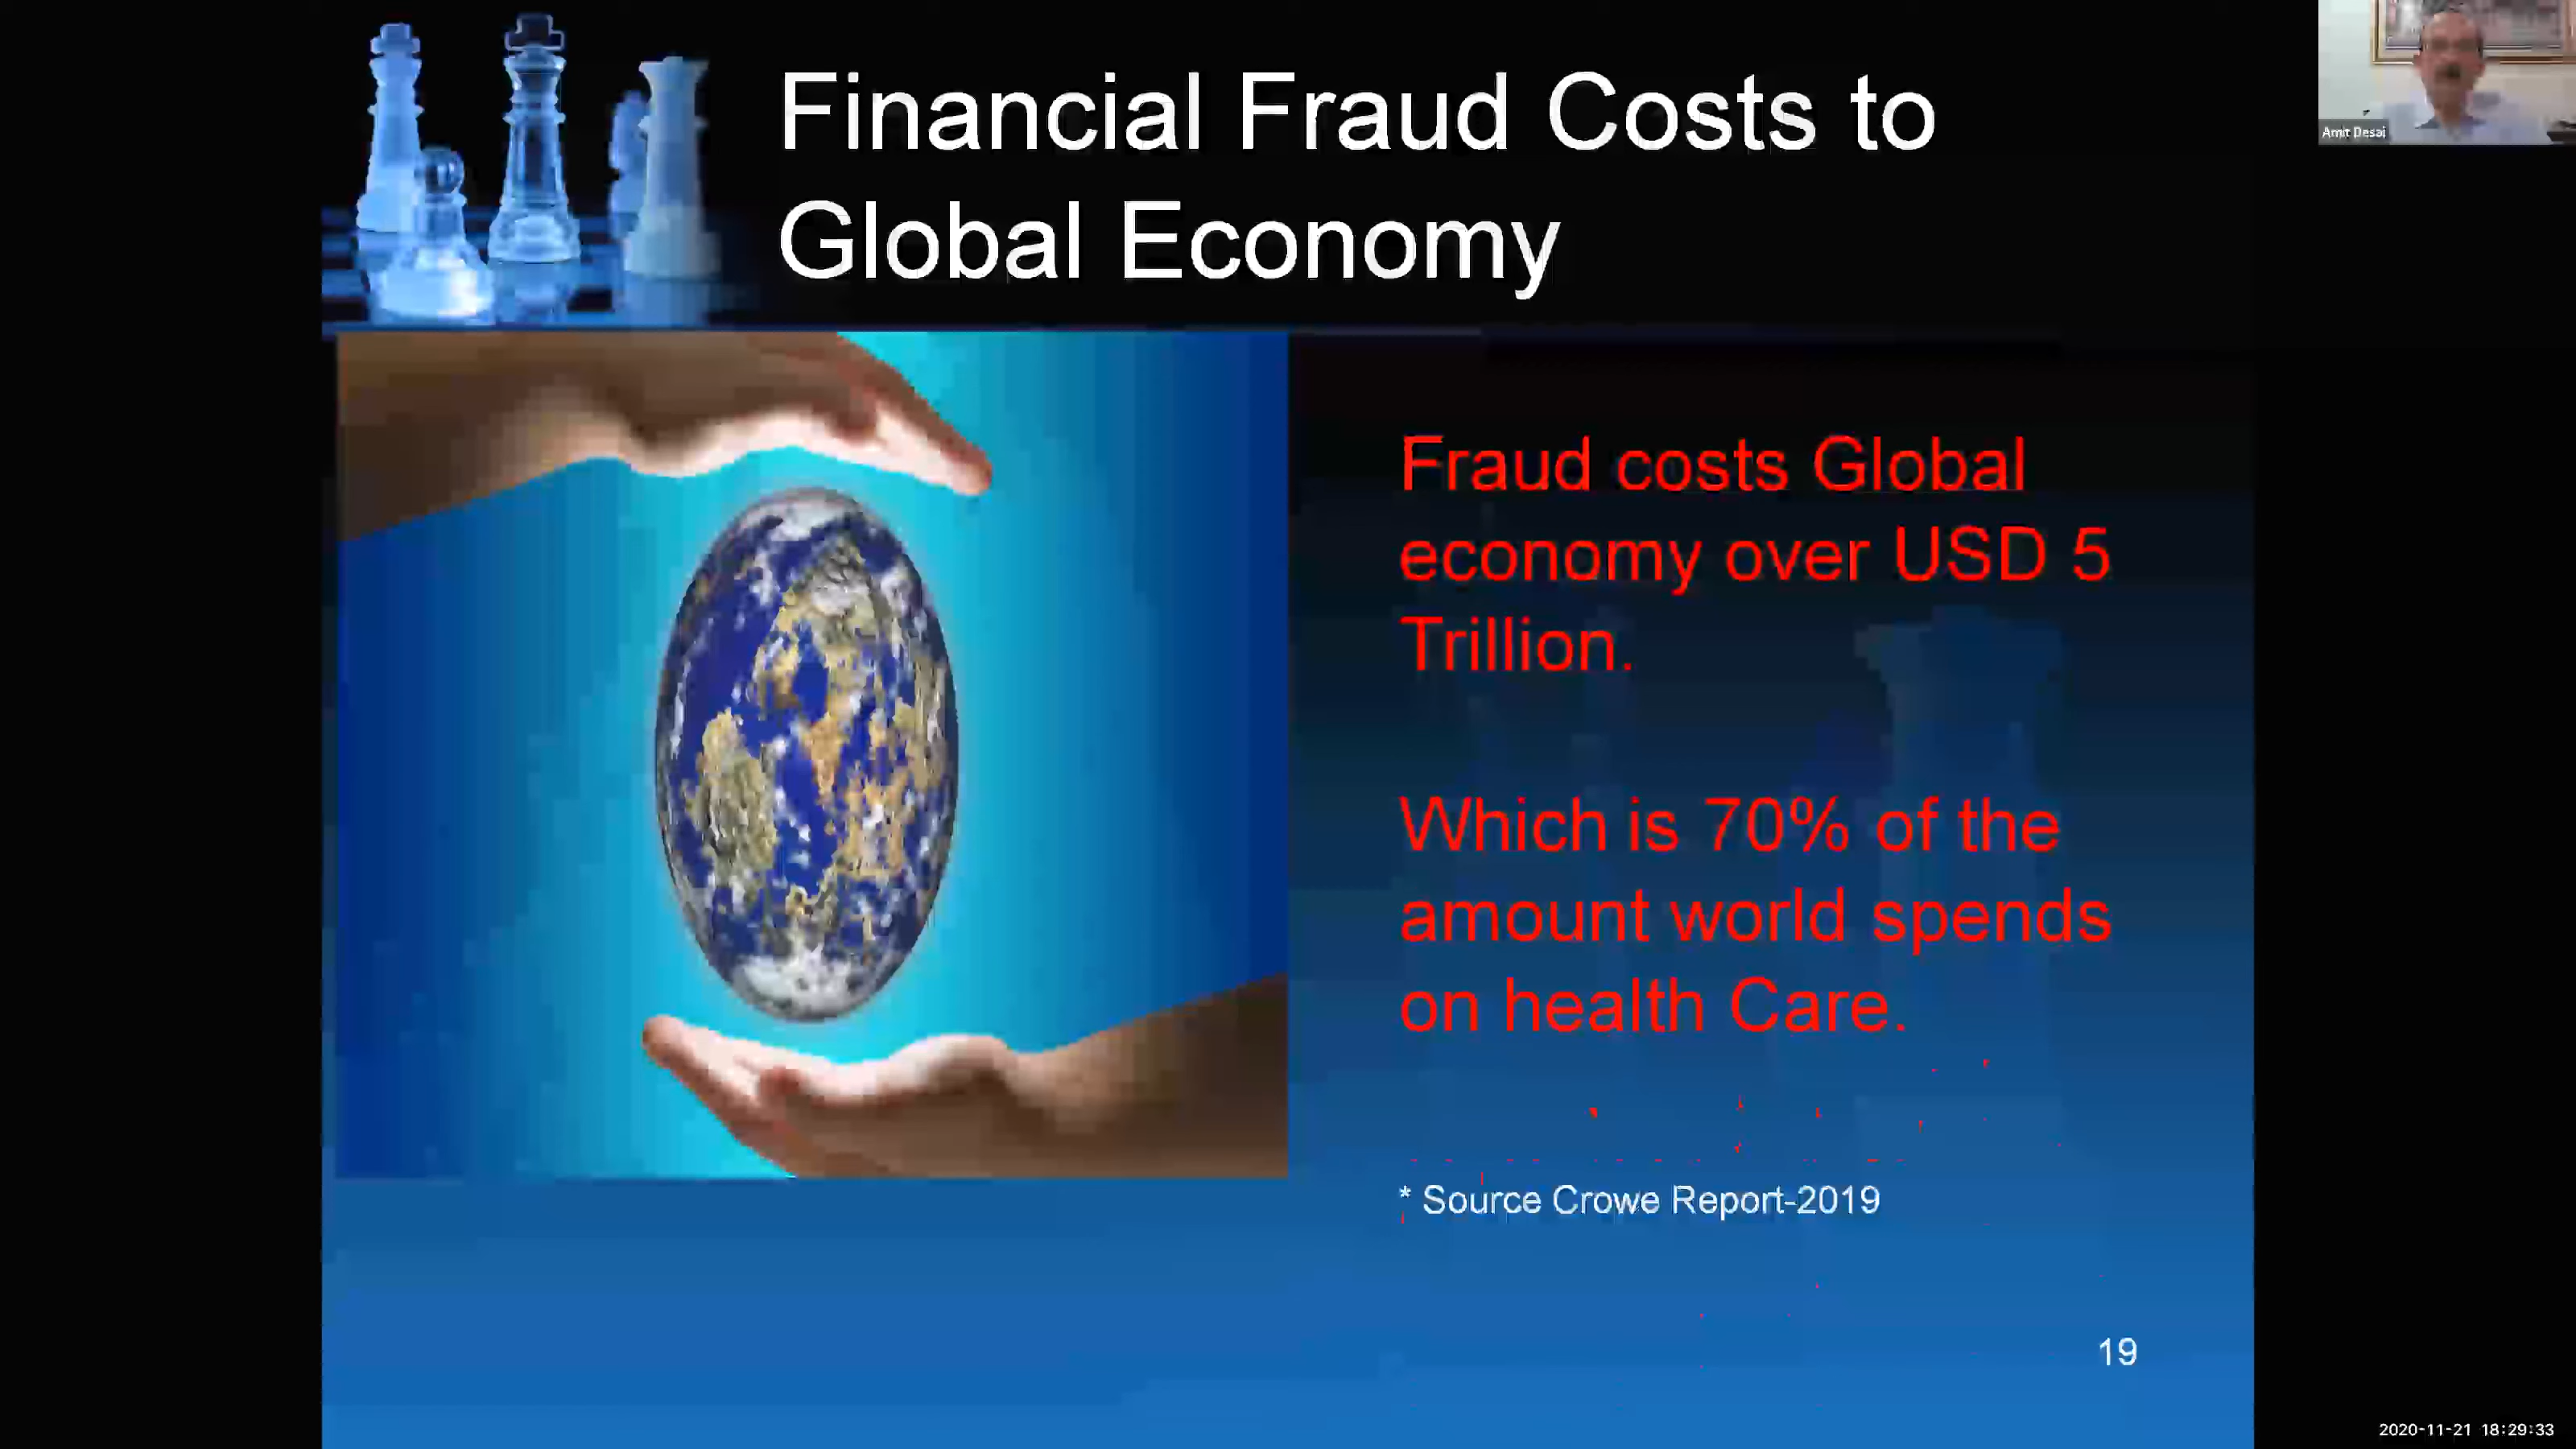 Financial Fraud Costs to
Global Economy
Amit Desai
Fraud costs Global
economy over USD 5
Trillion.
Which is 70% of the
amount world spends
on health Care.
* Source Crowe Report-2019
19
2020-11-21 18:29:33